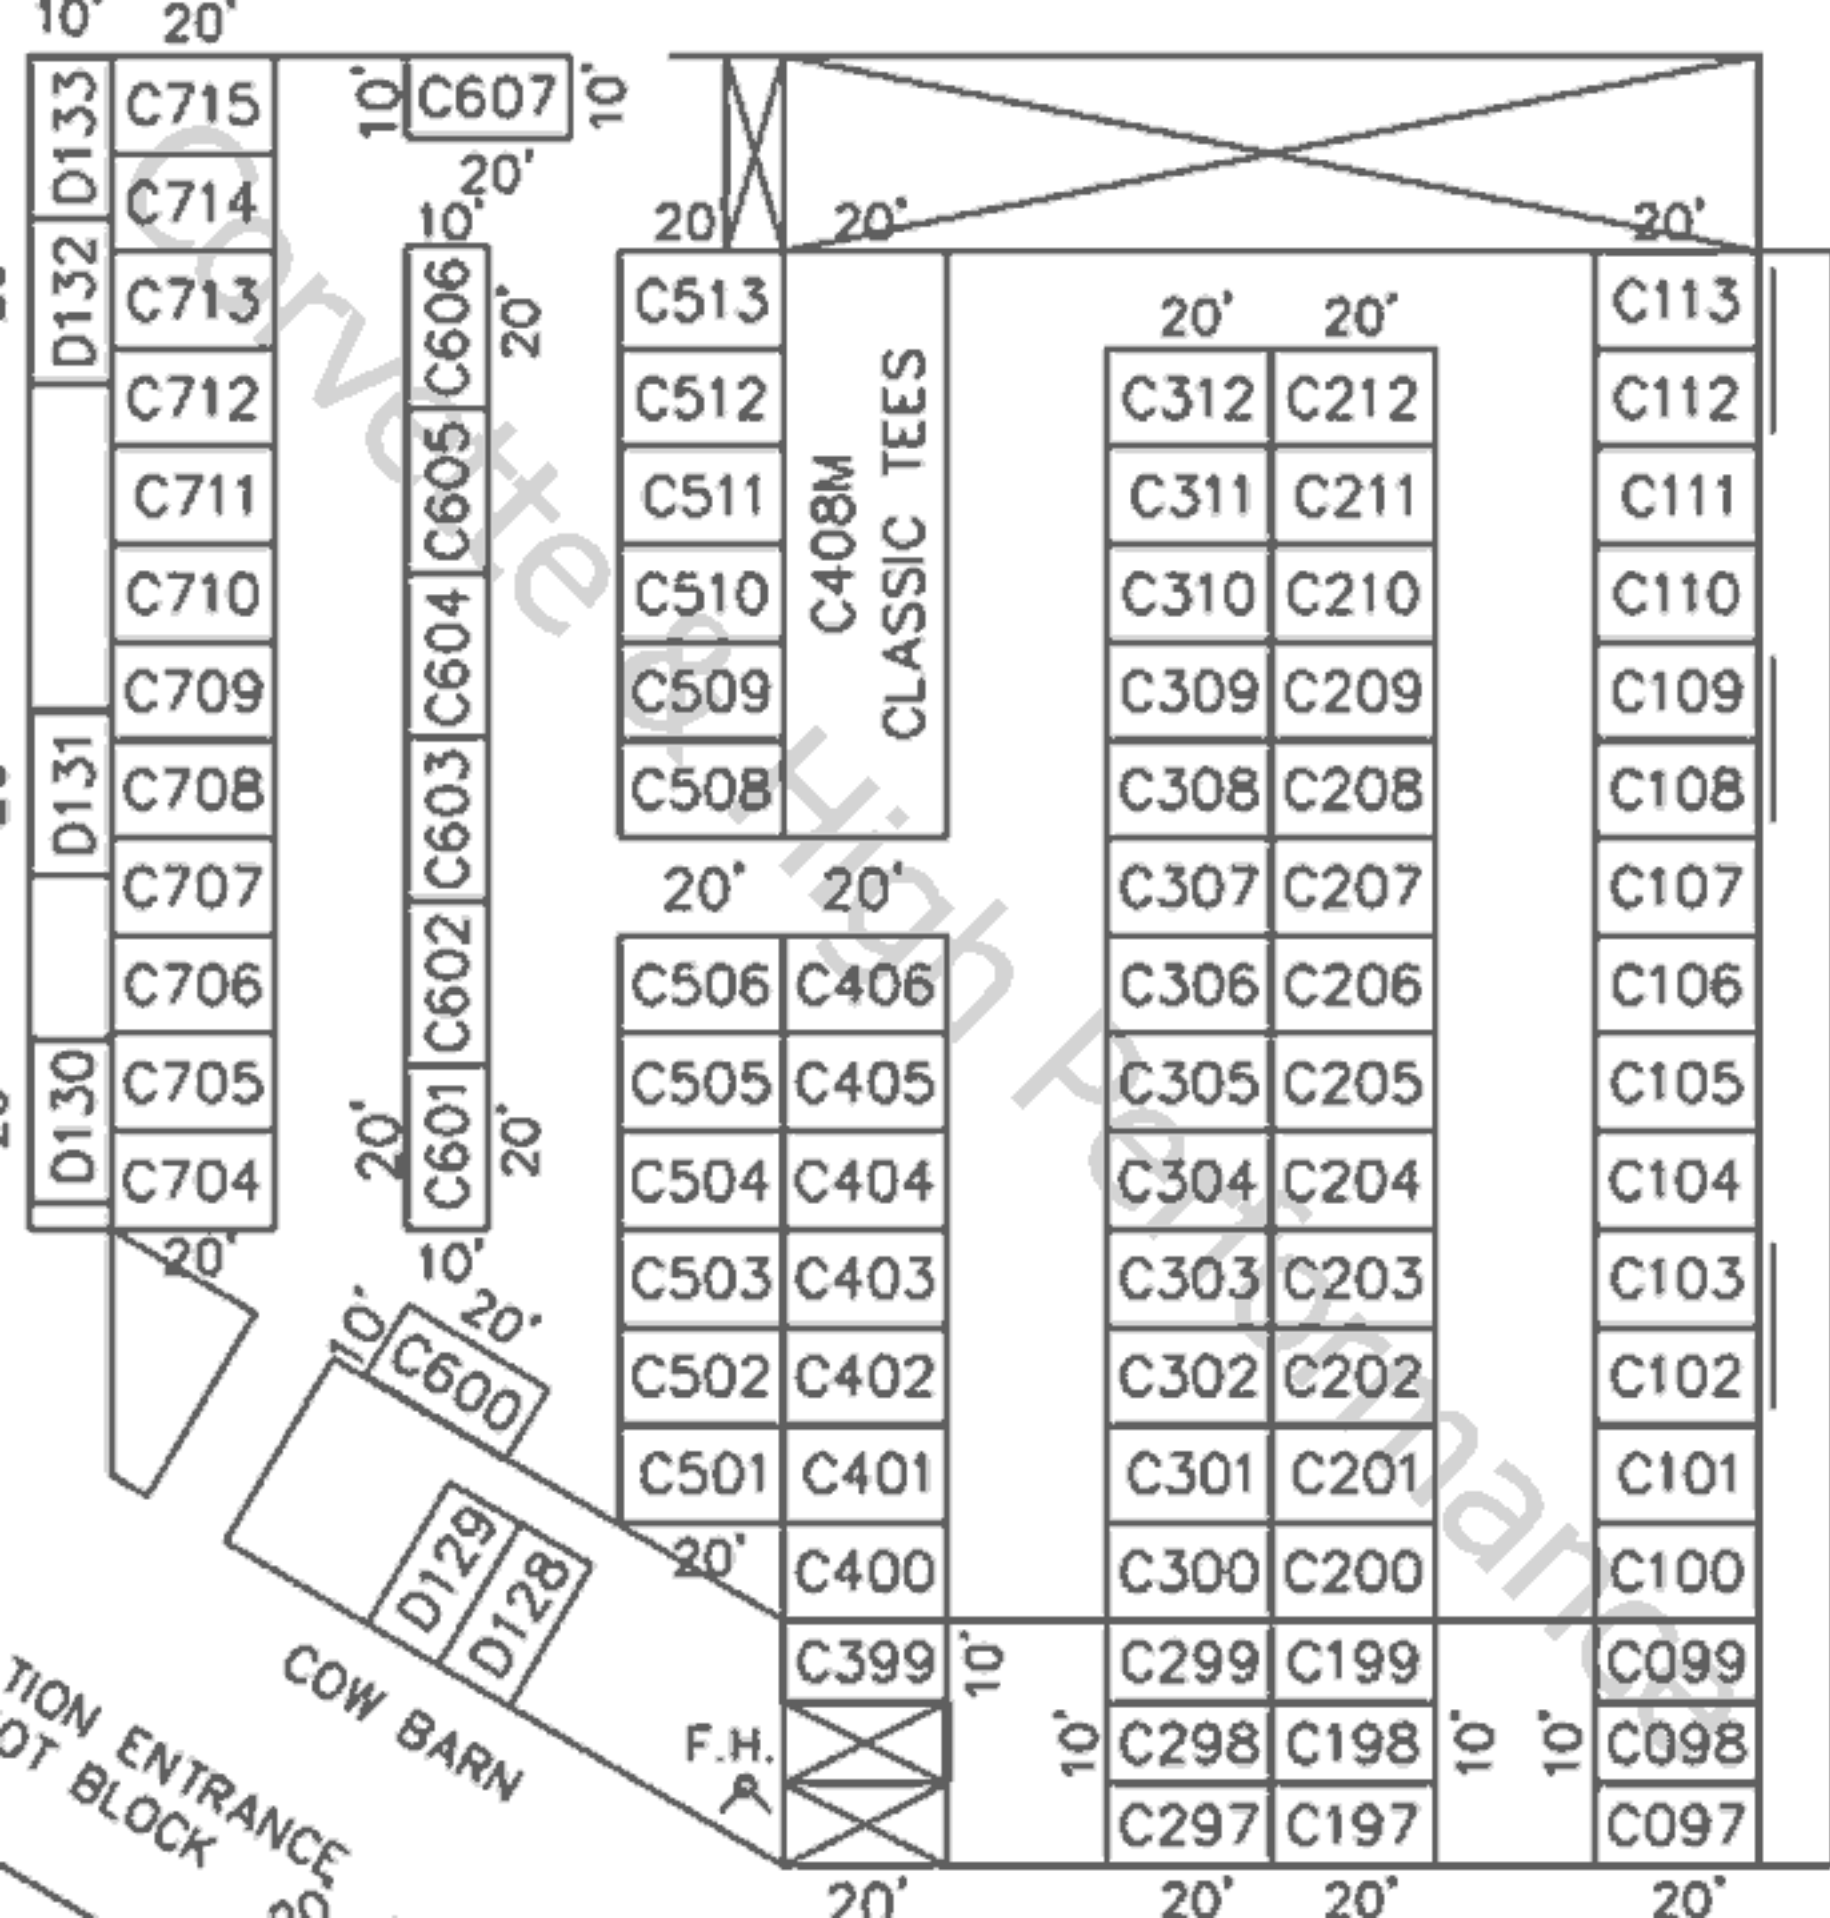 10' 20'
D133 C715 10' C607 10'
C714 20'
10' 20' 20' 20'
D132 C713 C606 20' C513 20' 20' C113
C712 C512 C312 C212 C112
C711 C605 C511 C408M CLASSIC TEES C311 C211 C111
C710 C604 C510 C310 C210 C110
C709 C509 C309 C209 C109
D131 C708 C603 C508 C308 C208 C108
C707 20' 20' C307 C207 C107
C706 C602 C506 C406 C306 C206 C106
D130 C705 C505 C405 C305 C205 C105
C704 20' C601 20' C504 C404 C304 C204 C104
20' 10' C503 C403 C303 C203 C103
10' 20'
C600 C502 C402 C302 C202 C102
C501 C401 C301 C201 C101
D129 D128 20' C400 C300 C200 C100
C399 10' C299 C199 C099
COW BARN
F.H. 10' C298 C198 10' 10' C098
C297 C197 C097
TION ENTRANCE
OT BLOCK
20' 20' 20' 20'
20'
Corvette & High Performance